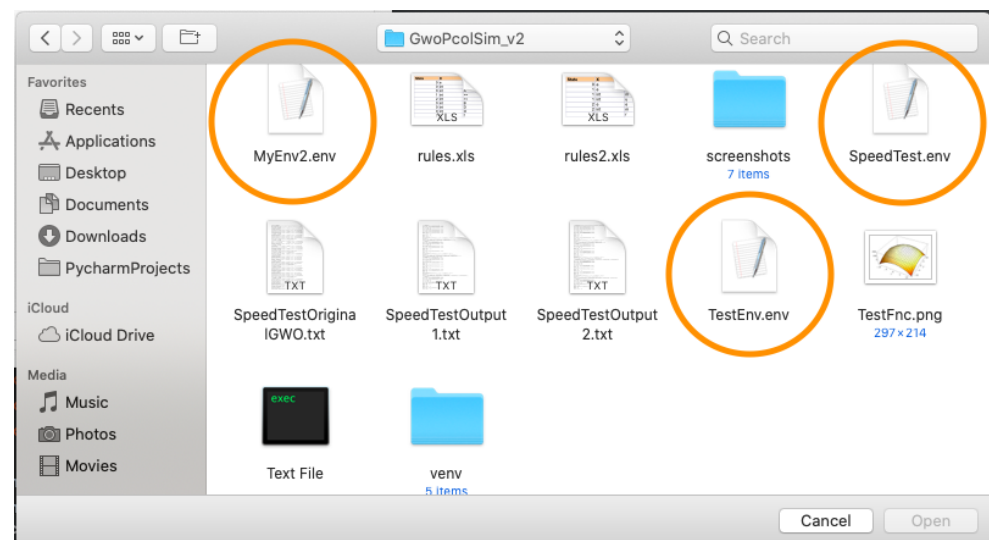 GwoPcolSim_v2
Search
Favorites
Recents
Applications
Desktop
Documents
Downloads
PycharmProjects
iCloud
iCloud Drive
Media
Music
Photos
Movies
MyEnv2.env
XLS
rules.xls
XLS
rules2.xls
screenshots
7 items
SpeedTest.env
TXT
SpeedTestOrigina
lGWO.txt
TXT
SpeedTestOutput
1.txt
TXT
SpeedTestOutput
2.txt
TestEnv.env
TestFnc.png
297×214
exec
Text File
venv
5 items
Cancel
Open